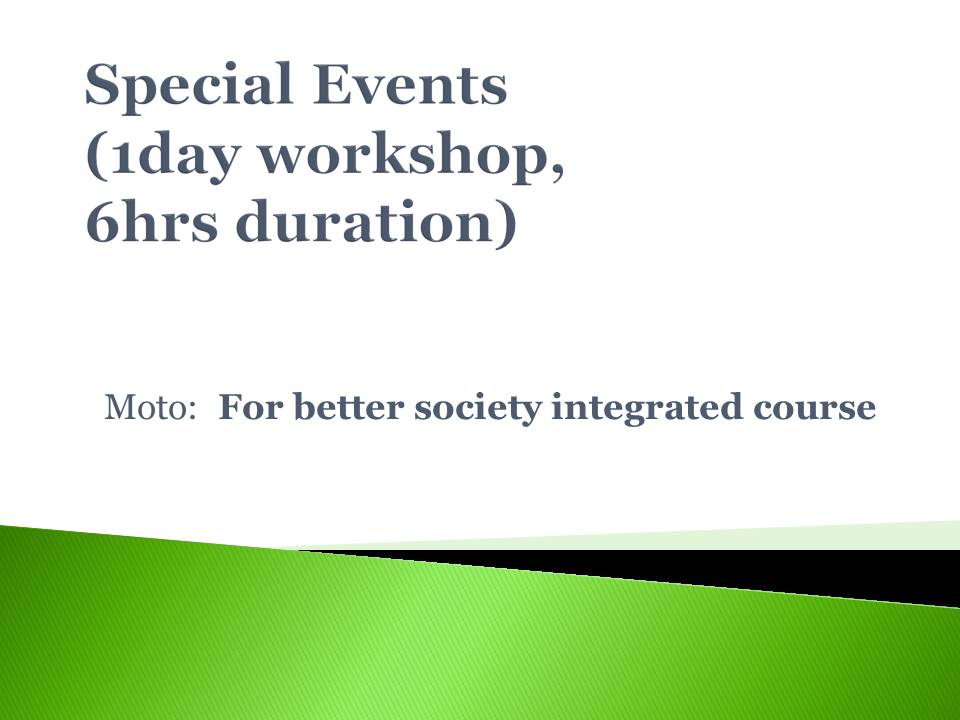 Special Events
(1day workshop,
6hrs duration)
Moto: For better society integrated course